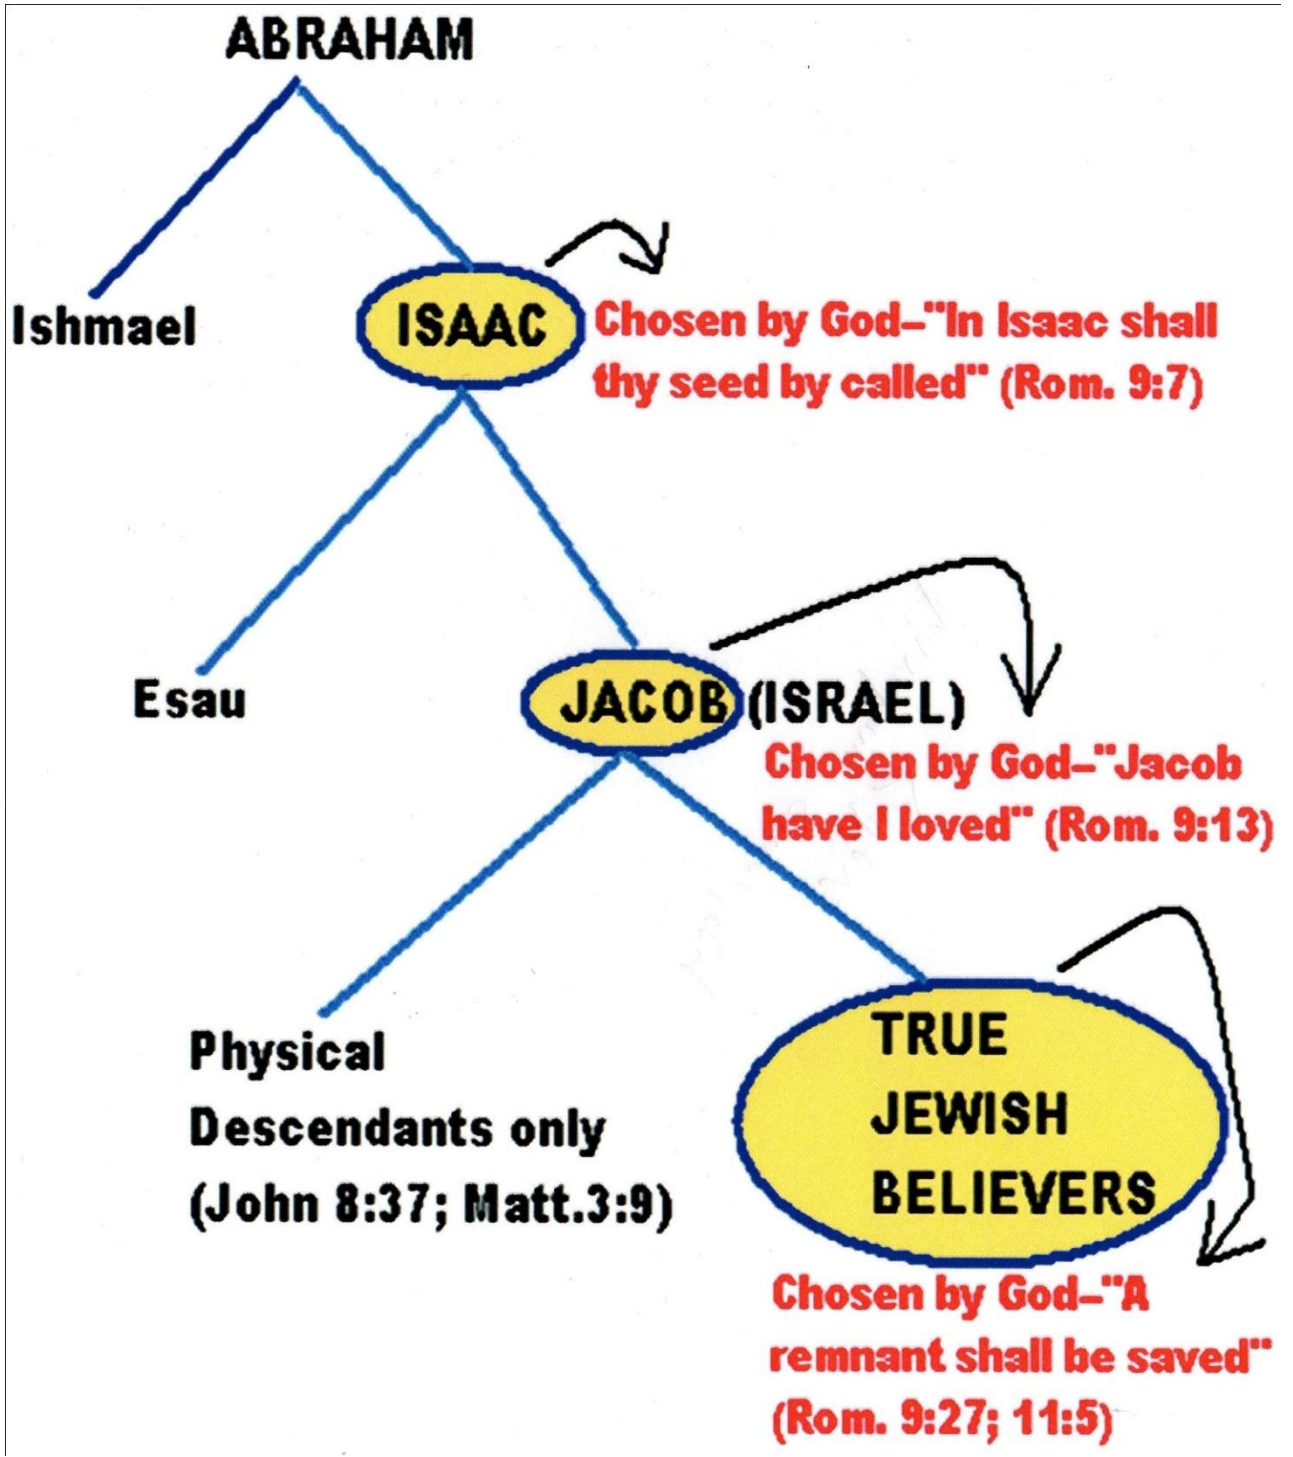 ABRAHAM
Ishmael
ISAAC
Chosen by God–"In Isaac shall
thy seed by called" (Rom. 9:7)
Esau
JACOB (ISRAEL)
Chosen by God–"Jacob
have I loved" (Rom. 9:13)
Physical
Descendants only
(John 8:37; Matt.3:9)
TRUE
JEWISH
BELIEVERS
Chosen by God–"A
remnant shall be saved"
(Rom. 9:27; 11:5)